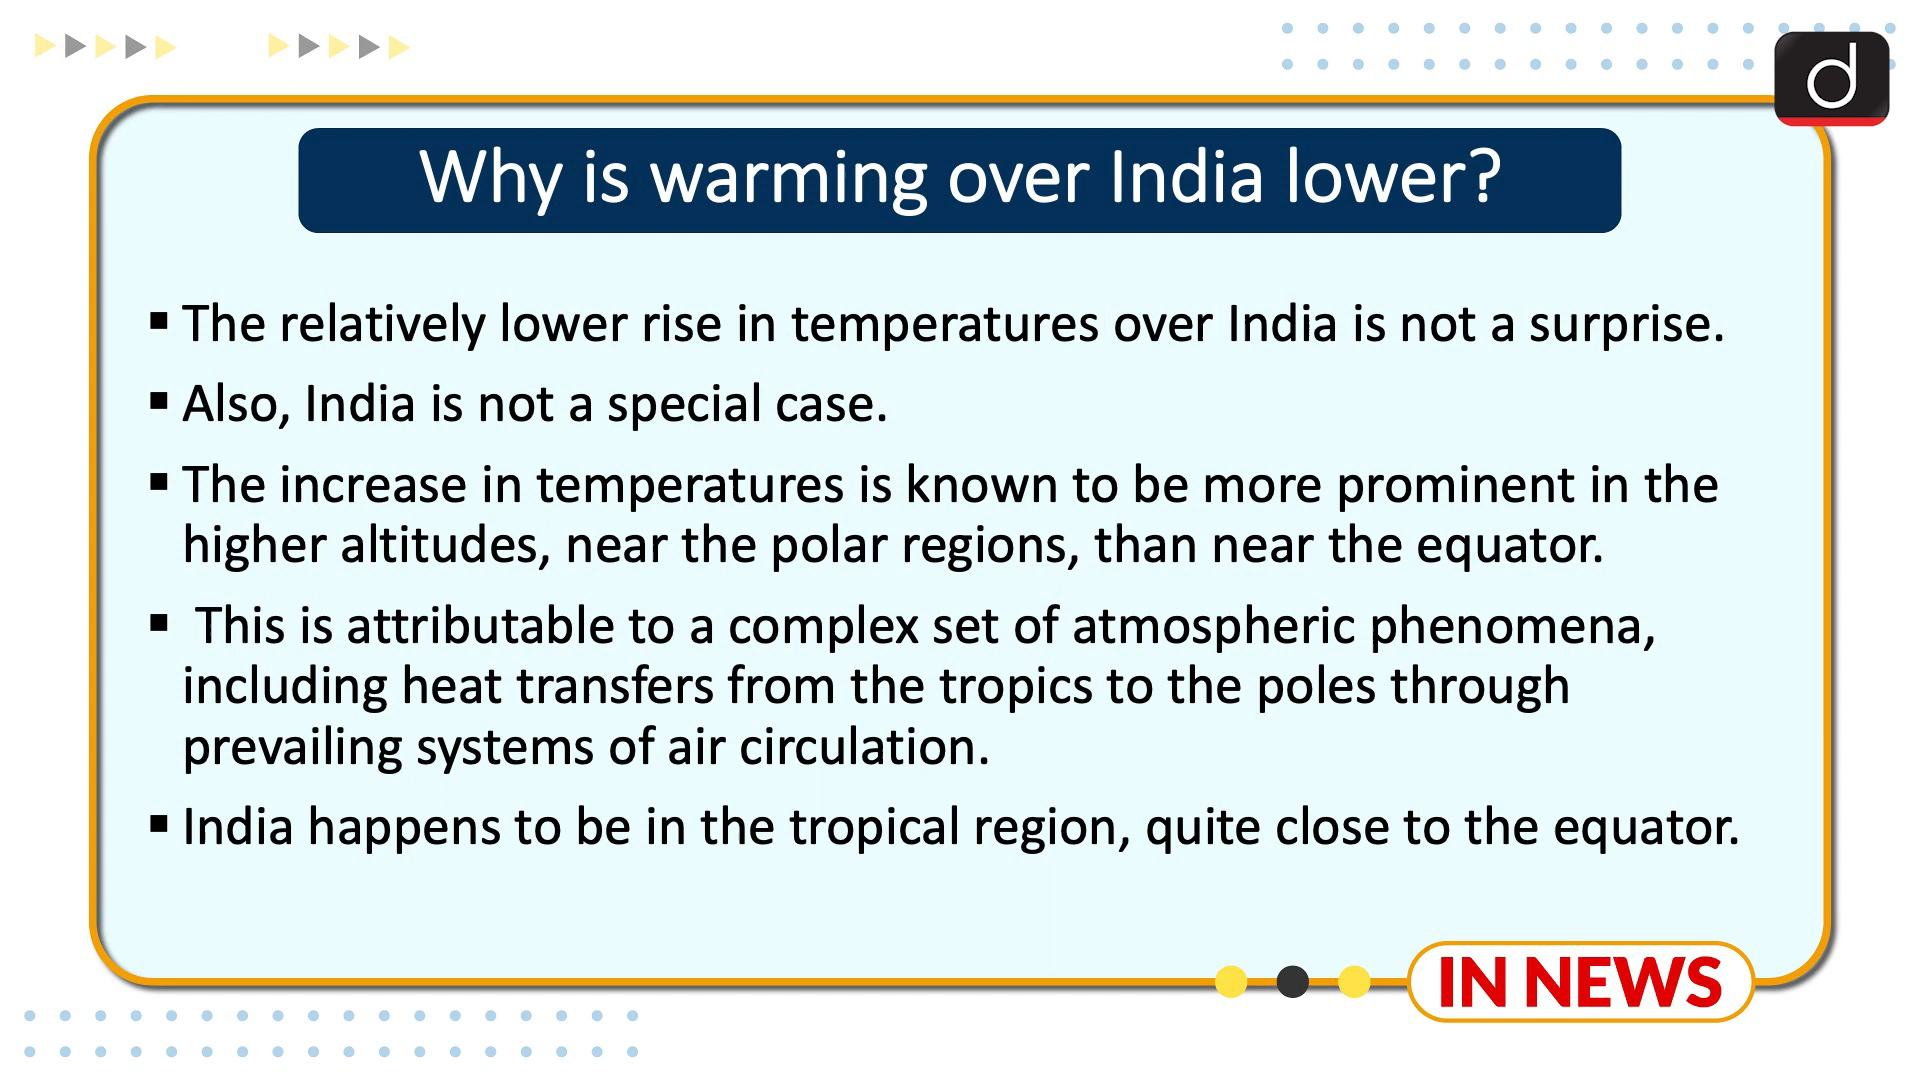 d
Why is warming over India lower?
▪ The relatively lower rise in temperatures over India is not a surprise.
▪ Also, India is not a special case.
▪ The increase in temperatures is known to be more prominent in the
higher altitudes, near the polar regions, than near the equator.
▪ This is attributable to a complex set of atmospheric phenomena,
including heat transfers from the tropics to the poles through
prevailing systems of air circulation.
▪ India happens to be in the tropical region, quite close to the equator.
IN NEWS